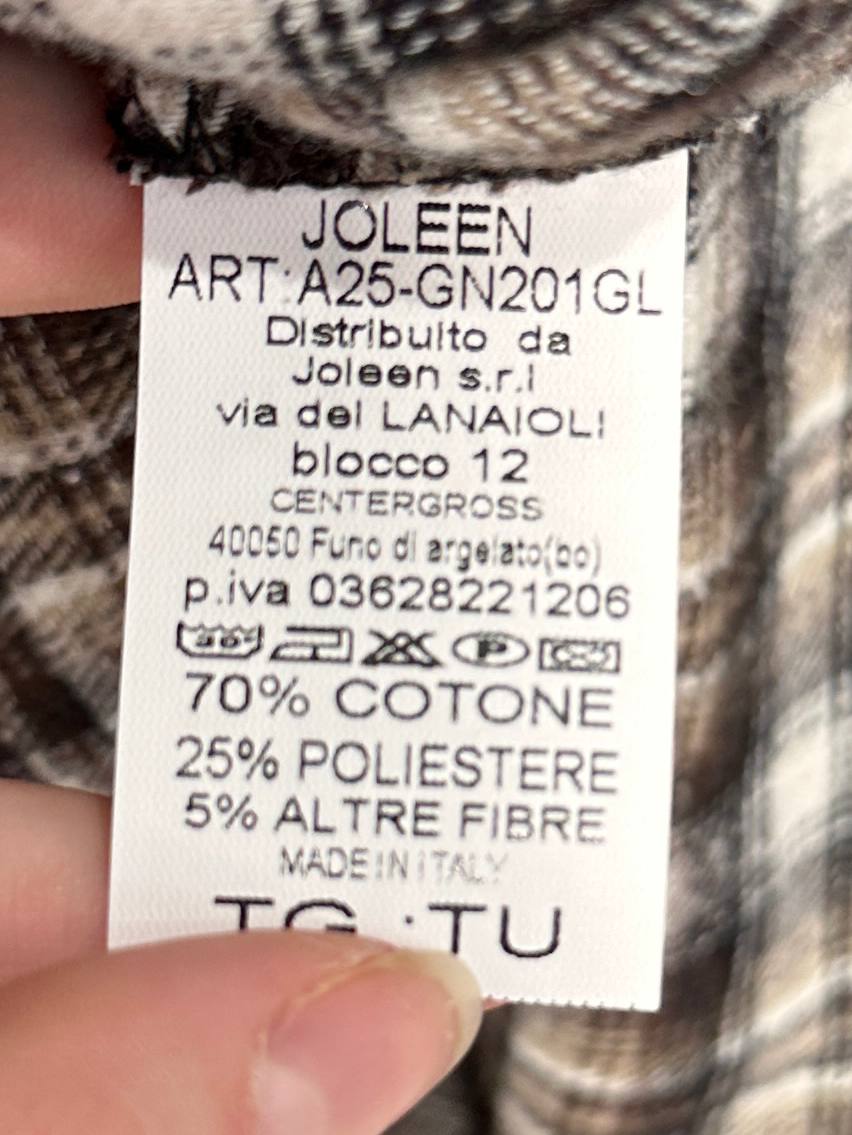 JOLEEN
ART:A25-GN201GL
Distribuito da
Joleen s.r.l
via dei LANAIOLI
blocco 12
CENTERGROSS
40050 Funo di argelato(bo)
p.iva 03628221206
P
70% COTONE
25% POLIESTERE
5% ALTRE FIBRE
MADE IN ITALY
TG.:TU